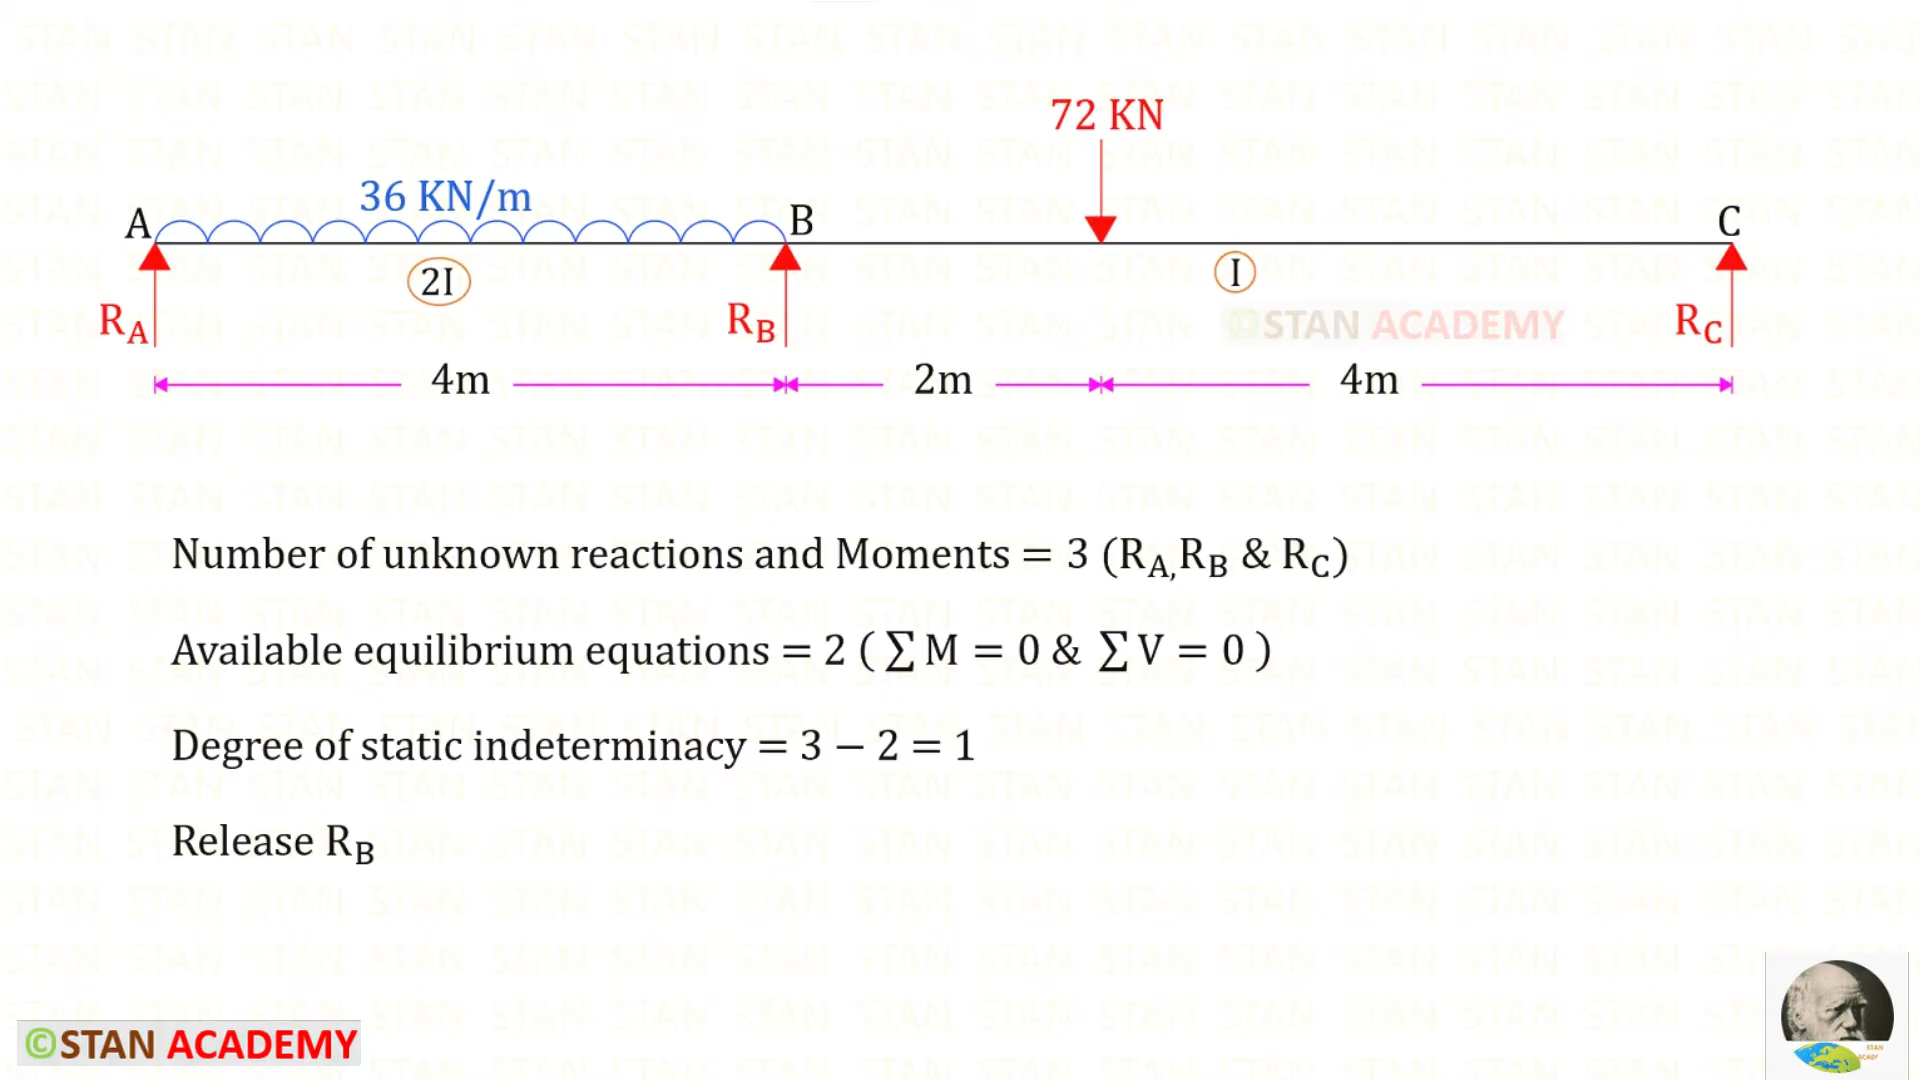 72 KN
36 KN/m
A B C
2I I
RA RB RC
©STAN ACADEMY
4m 2m 4m
Number of unknown reactions and Moments = 3 (RA,RB & RC)
Available equilibrium equations = 2 ( ∑ M = 0 & ∑ V = 0 )
Degree of static indeterminacy = 3 − 2 = 1
Release RB
©STAN ACADEMY
STAN